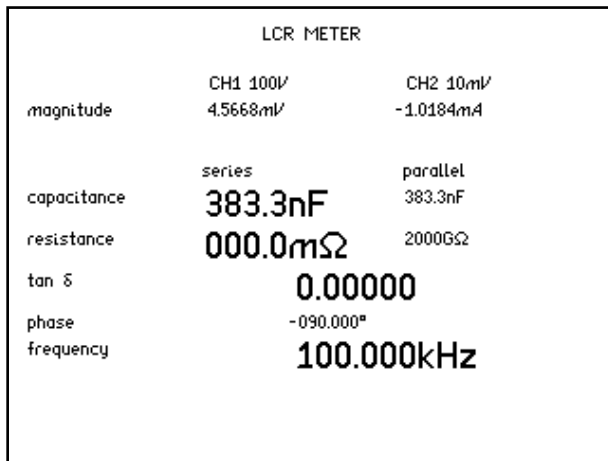 LCR METER
CH1 100V CH2 10mV
magnitude 4.5668mV -1.0184mA
series parallel
capacitance 383.3nF 383.3nF
resistance 000.0mΩ 2000GΩ
tan δ 0.00000
phase -090.000°
frequency 100.000kHz